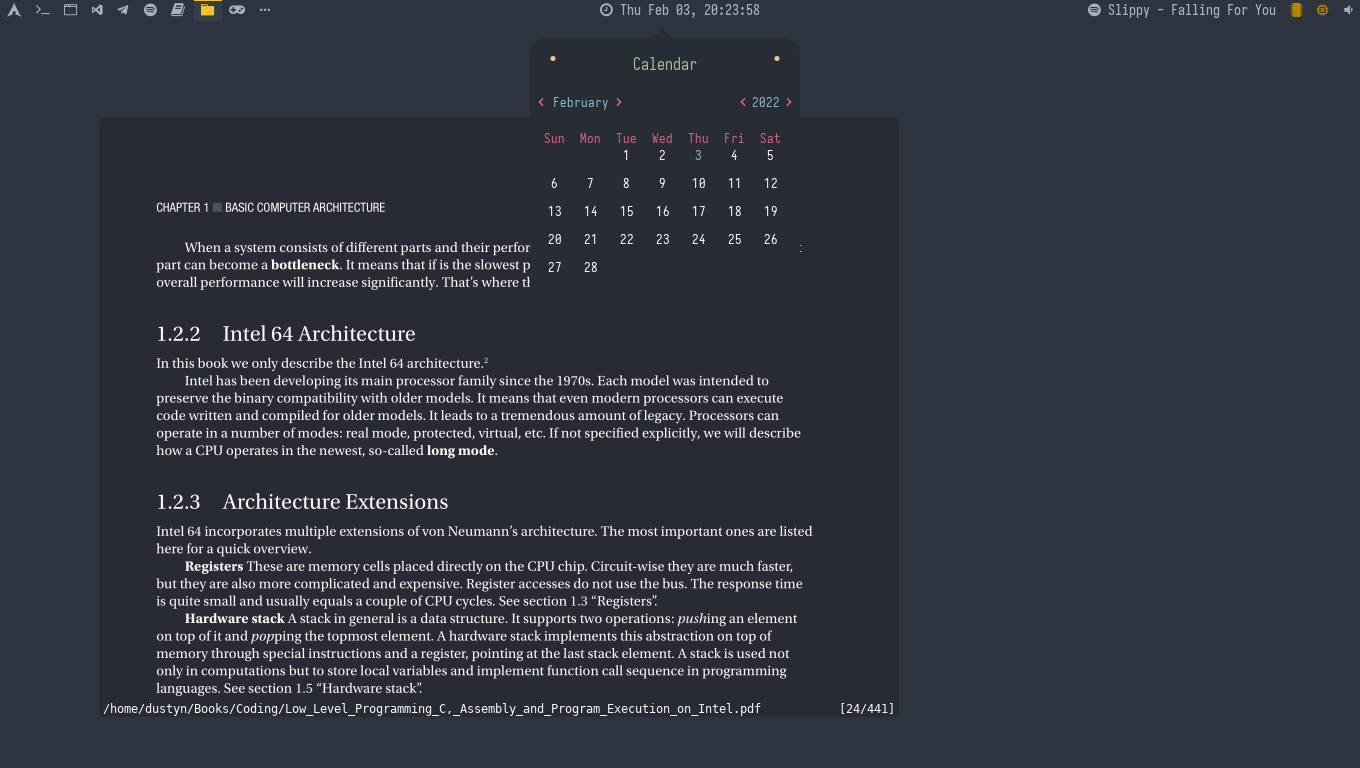 Thu Feb 03, 20:23:58
Slippy - Falling For You
Calendar
February
2022
Sun Mon Tue Wed Thu Fri Sat
1 2 3 4 5
6 7 8 9 10 11 12
13 14 15 16 17 18 19
20 21 22 23 24 25 26
27 28
CHAPTER 1 ■ BASIC COMPUTER ARCHITECTURE
When a system consists of different parts and their perfor
part can become a bottleneck. It means that if is the slowest p
overall performance will increase significantly. That’s where th
1.2.2 Intel 64 Architecture
In this book we only describe the Intel 64 architecture.²
Intel has been developing its main processor family since the 1970s. Each model was intended to
preserve the binary compatibility with older models. It means that even modern processors can execute
code written and compiled for older models. It leads to a tremendous amount of legacy. Processors can
operate in a number of modes: real mode, protected, virtual, etc. If not specified explicitly, we will describe
how a CPU operates in the newest, so-called long mode.
1.2.3 Architecture Extensions
Intel 64 incorporates multiple extensions of von Neumann’s architecture. The most important ones are listed
here for a quick overview.
Registers These are memory cells placed directly on the CPU chip. Circuit-wise they are much faster,
but they are also more complicated and expensive. Register accesses do not use the bus. The response time
is quite small and usually equals a couple of CPU cycles. See section 1.3 “Registers”.
Hardware stack A stack in general is a data structure. It supports two operations: pushing an element
on top of it and popping the topmost element. A hardware stack implements this abstraction on top of
memory through special instructions and a register, pointing at the last stack element. A stack is used not
only in computations but to store local variables and implement function call sequence in programming
languages. See section 1.5 “Hardware stack”.
/home/dustyn/Books/Coding/Low_Level_Programming_C,_Assembly_and_Program_Execution_on_Intel.pdf [24/441]